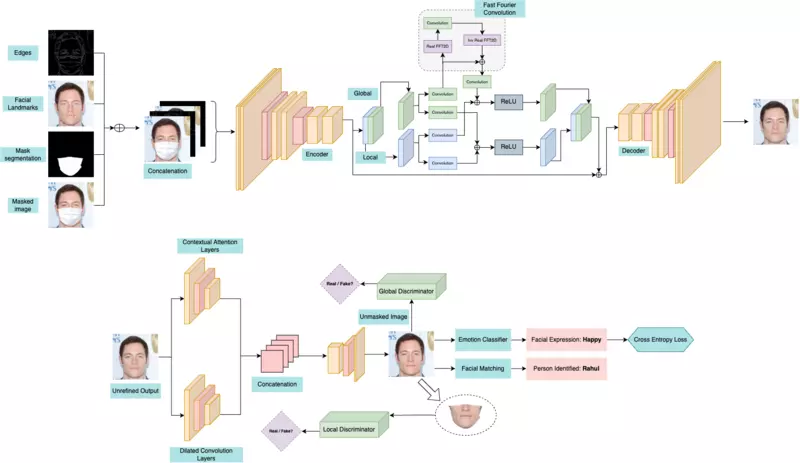 Fast Fourier
Convolution
Convolution
Real FFT2D
Inv Real FFT2D
Edges
Facial
Landmarks
Mask
segmentation
Masked
image
Concatenation
Encoder
Global
Local
Convolution
Convolution
Convolution
Convolution
Convolution
ReLU
ReLU
Decoder
Contextual Attention
Layers
Unrefined Output
Dilated Convolution
Layers
Concatenation
Real / Fake?
Global Discriminator
Unmasked Image
Emotion Classifier
Facial Expression: Happy
Cross Entropy Loss
Facial Matching
Person Identified: Rahul
Real / Fake?
Local Discriminator